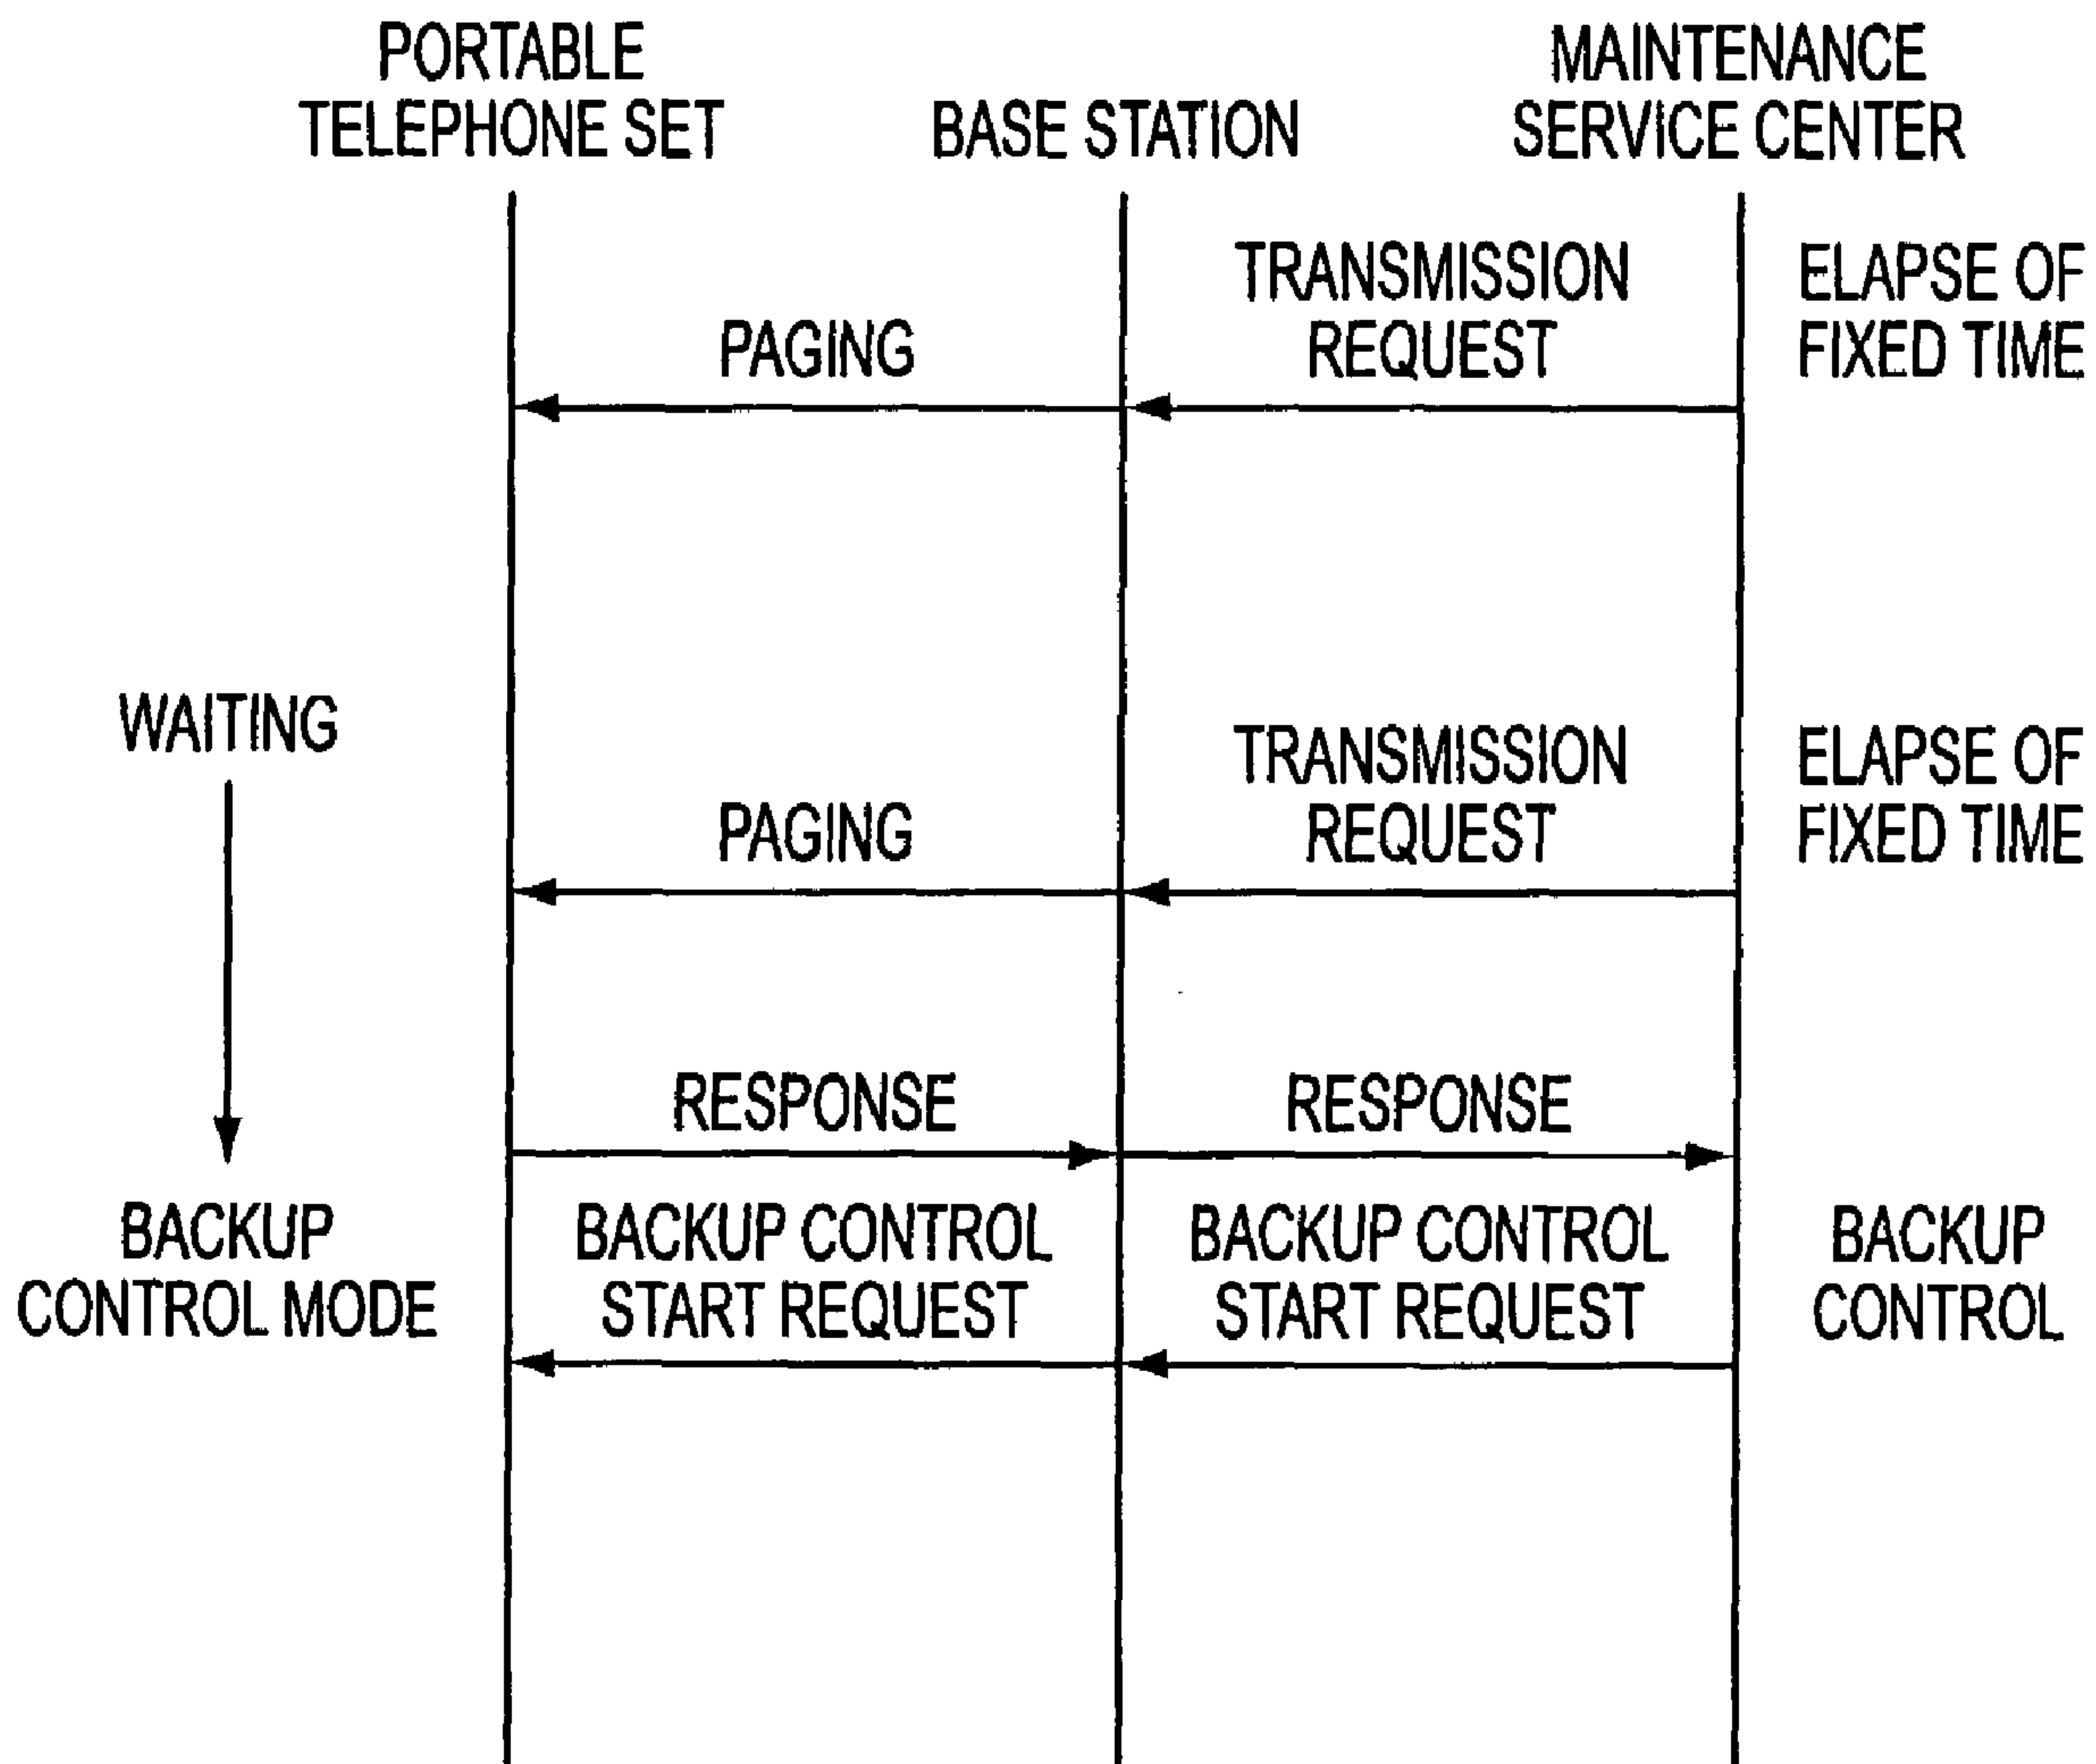 PORTABLE
TELEPHONE SET
BASE STATION
MAINTENANCE
SERVICE CENTER
PAGING
TRANSMISSION
REQUEST
ELAPSE OF
FIXED TIME
WAITING
PAGING
TRANSMISSION
REQUEST
ELAPSE OF
FIXED TIME
RESPONSE
RESPONSE
BACKUP
CONTROL MODE
BACKUP CONTROL
START REQUEST
BACKUP CONTROL
START REQUEST
BACKUP
CONTROL